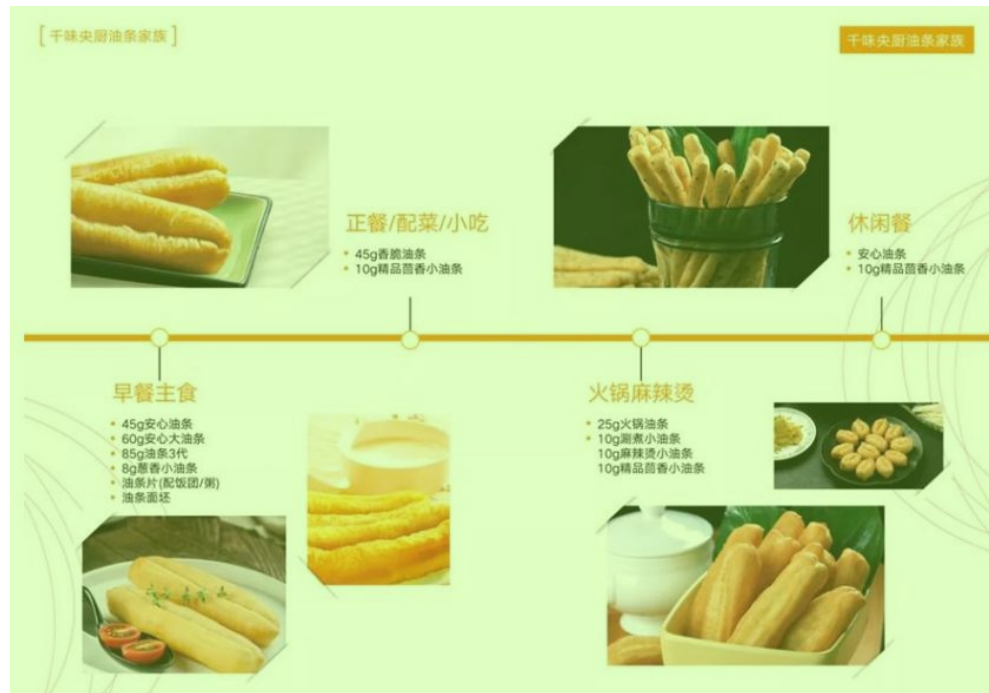 [千味央厨油条家族]
千味央厨油条家族
正餐/配菜/小吃
• 45g香脆油条
• 10g精品茴香小油条
休闲餐
• 安心油条
• 10g精品茴香小油条
早餐主食
• 45g安心油条
• 60g安心大油条
• 85g油条3代
• 8g葱香小油条
• 油条片(配饭团/粥)
• 油条面坯
火锅麻辣烫
• 25g火锅油条
• 10g涮煮小油条
10g麻辣烫小油条
10g精品茴香小油条